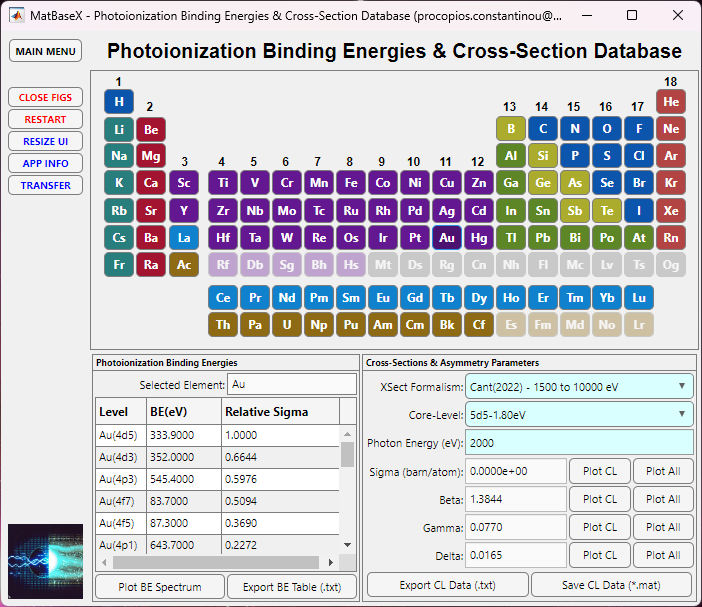 MatBaseX - Photoionization Binding Energies & Cross-Section Database (procopios.constantinou@...
MAIN MENU
Photoionization Binding Energies & Cross-Section Database
CLOSE FIGS
RESTART
RESIZE UI
APP INFO
TRANSFER
1 18
H He
2 13 14 15 16 17
Li Be B C N O F Ne
Na Mg Al Si P S Cl Ar
3 4 5 6 7 8 9 10 11 12
K Ca Sc Ti V Cr Mn Fe Co Ni Cu Zn Ga Ge As Se Br Kr
Rb Sr Y Zr Nb Mo Tc Ru Rh Pd Ag Cd In Sn Sb Te I Xe
Cs Ba La Hf Ta W Re Os Ir Pt Au Hg Tl Pb Bi Po At Rn
Fr Ra Ac Rf Db Sg Bh Hs Mt Ds Rg Cn Nh Fl Mc Lv Ts Og
Ce Pr Nd Pm Sm Eu Gd Tb Dy Ho Er Tm Yb Lu
Th Pa U Np Pu Am Cm Bk Cf Es Fm Md No Lr
Photoionization Binding Energies
Selected Element: Au
Level BE(eV) Relative Sigma
Au(4d5) 333.9000 1.0000
Au(4d3) 352.0000 0.6644
Au(4p3) 545.4000 0.5976
Au(4f7) 83.7000 0.5094
Au(4f5) 87.3000 0.3690
Au(4p1) 643.7000 0.2272
Plot BE Spectrum Export BE Table (.txt)
Cross-Sections & Asymmetry Parameters
XSect Formalism: Cant(2022) - 1500 to 10000 eV
Core-Level: 5d5-1.80eV
Photon Energy (eV): 2000
Sigma (barn/atom): 0.0000e+00 Plot CL Plot All
Beta: 1.3844 Plot CL Plot All
Gamma: 0.0770 Plot CL Plot All
Delta: 0.0165 Plot CL Plot All
Export CL Data (.txt) Save CL Data (*.mat)